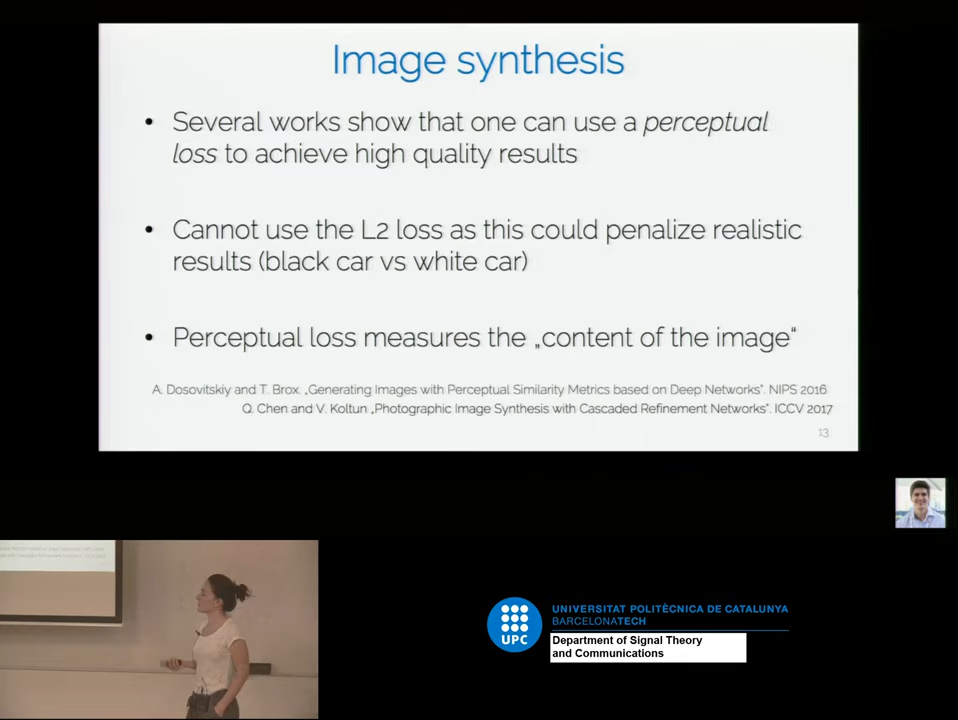 Image synthesis
• Several works show that one can use a perceptual
loss to achieve high quality results
• Cannot use the L2 loss as this could penalize realistic
results (black car vs white car)
• Perceptual loss measures the „content of the image“
A. Dosovitskiy and T. Brox. „Generating Images with Perceptual Similarity Metrics based on Deep Networks“. NIPS 2016
Q. Chen and V. Koltun „Photographic Image Synthesis with Cascaded Refinement Networks“. ICCV 2017
13
UPC
UNIVERSITAT POLITÈCNICA DE CATALUNYA
BARCELONATECH
Department of Signal Theory
and Communications